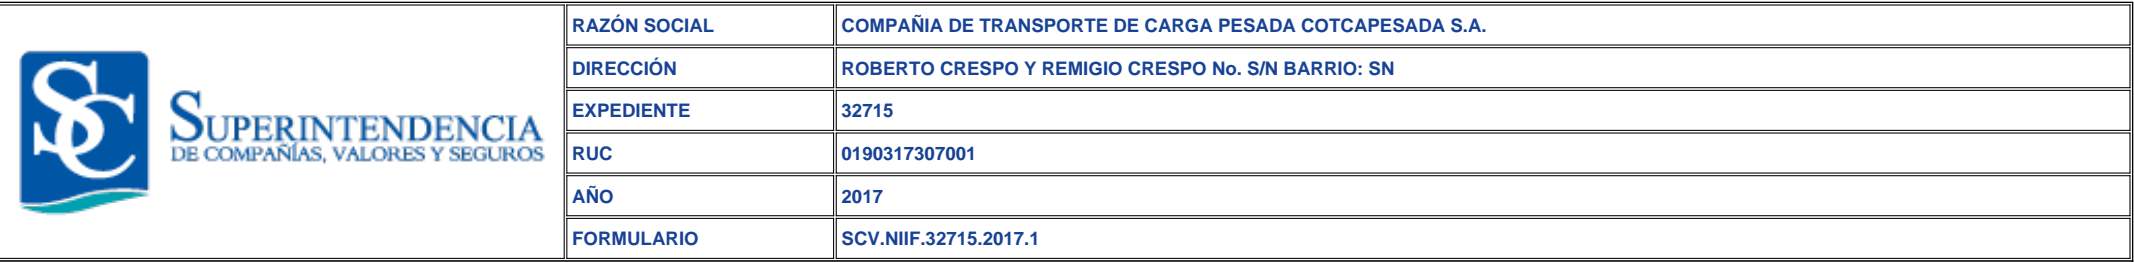 SC
SUPERINTENDENCIA
DE COMPAÑÍAS, VALORES Y SEGUROS
RAZÓN SOCIAL COMPAÑIA DE TRANSPORTE DE CARGA PESADA COTCAPESADA S.A.
DIRECCIÓN ROBERTO CRESPO Y REMIGIO CRESPO No. S/N BARRIO: SN
EXPEDIENTE 32715
RUC 0190317307001
AÑO 2017
FORMULARIO SCV.NIIF.32715.2017.1